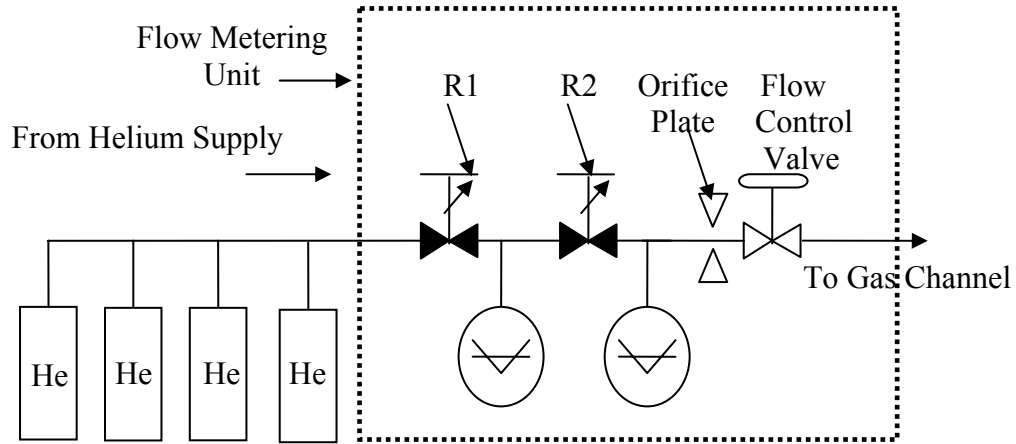 Flow Metering
Unit
From Helium Supply
R1
R2
Orifice
Plate
Flow
Control
Valve
To Gas Channel
He
He
He
He